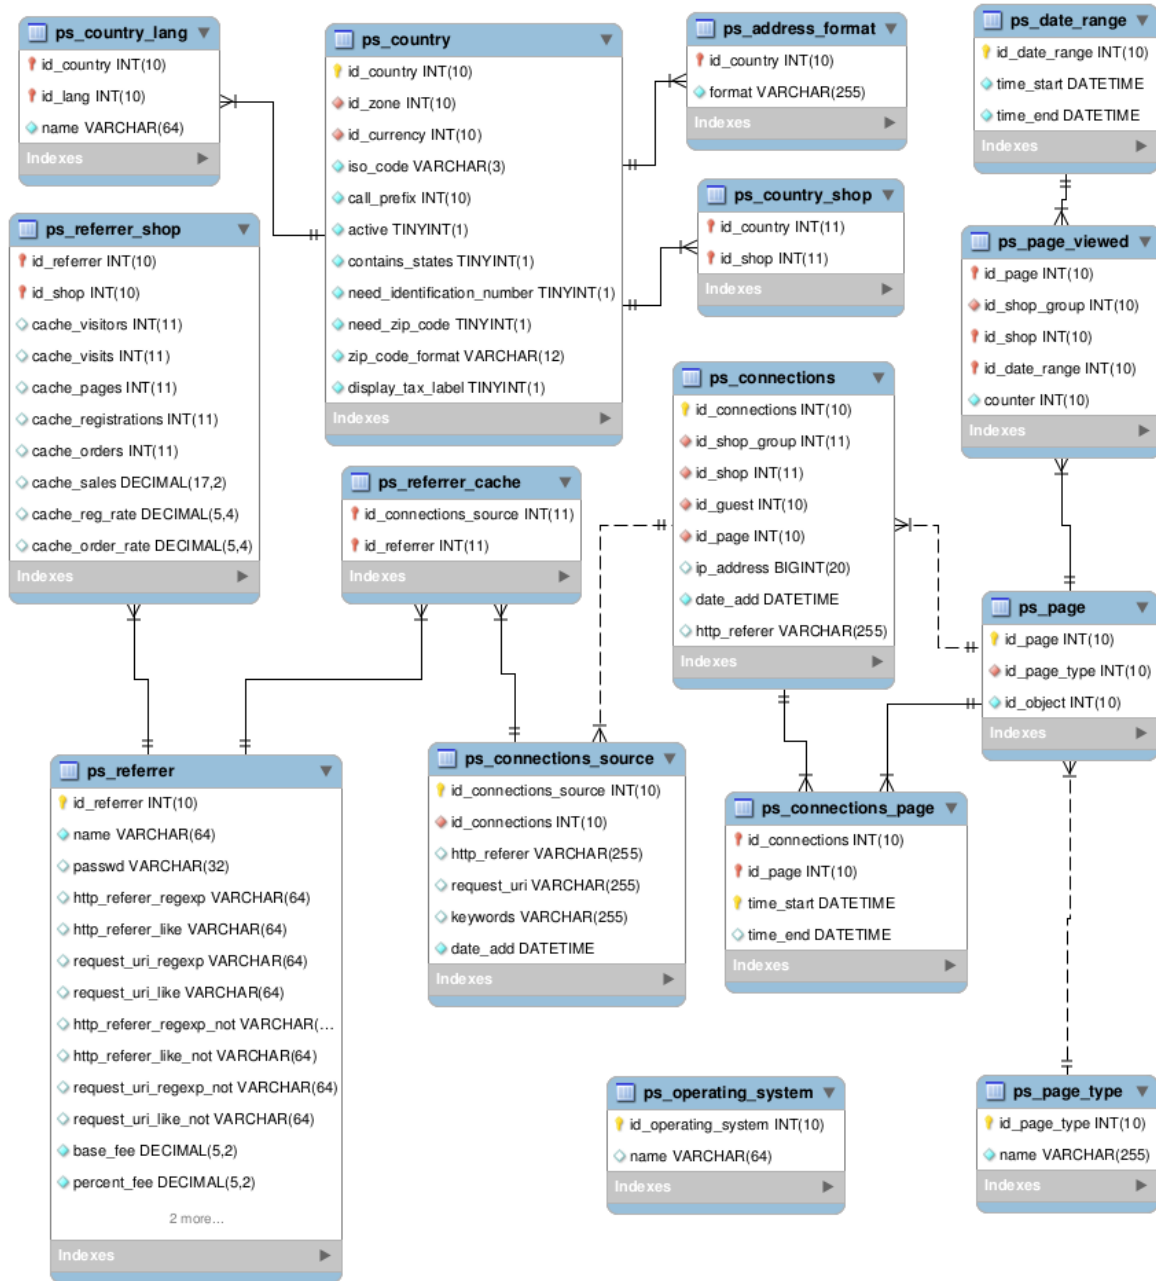 ps_country_lang
id_country INT(10)
id_lang INT(10)
name VARCHAR(64)
Indexes
ps_country
id_country INT(10)
id_zone INT(10)
id_currency INT(10)
iso_code VARCHAR(3)
call_prefix INT(10)
active TINYINT(1)
contains_states TINYINT(1)
need_identification_number TINYINT(1)
need_zip_code TINYINT(1)
zip_code_format VARCHAR(12)
display_tax_label TINYINT(1)
Indexes
ps_address_format
id_country INT(10)
format VARCHAR(255)
Indexes
ps_date_range
id_date_range INT(10)
time_start DATETIME
time_end DATETIME
Indexes
ps_country_shop
id_country INT(11)
id_shop INT(11)
Indexes
ps_referrer_shop
id_referrer INT(10)
id_shop INT(10)
cache_visitors INT(11)
cache_visits INT(11)
cache_pages INT(11)
cache_registrations INT(11)
cache_orders INT(11)
cache_sales DECIMAL(17,2)
cache_reg_rate DECIMAL(5,4)
cache_order_rate DECIMAL(5,4)
Indexes
ps_page_viewed
id_page INT(10)
id_shop_group INT(10)
id_shop INT(10)
id_date_range INT(10)
counter INT(10)
Indexes
ps_connections
id_connections INT(10)
id_shop_group INT(11)
id_shop INT(11)
id_guest INT(10)
id_page INT(10)
ip_address BIGINT(20)
date_add DATETIME
http_referer VARCHAR(255)
Indexes
ps_referrer_cache
id_connections_source INT(11)
id_referrer INT(11)
Indexes
ps_page
id_page INT(10)
id_page_type INT(10)
id_object INT(10)
Indexes
ps_referrer
id_referrer INT(10)
name VARCHAR(64)
passwd VARCHAR(32)
http_referer_regexp VARCHAR(64)
http_referer_like VARCHAR(64)
request_uri_regexp VARCHAR(64)
request_uri_like VARCHAR(64)
http_referer_regexp_not VARCHAR(...
http_referer_like_not VARCHAR(64)
request_uri_regexp_not VARCHAR(64)
request_uri_like_not VARCHAR(64)
base_fee DECIMAL(5,2)
percent_fee DECIMAL(5,2)
2 more...
Indexes
ps_connections_source
id_connections_source INT(10)
id_connections INT(10)
http_referer VARCHAR(255)
request_uri VARCHAR(255)
keywords VARCHAR(255)
date_add DATETIME
Indexes
ps_connections_page
id_connections INT(10)
id_page INT(10)
time_start DATETIME
time_end DATETIME
Indexes
ps_operating_system
id_operating_system INT(10)
name VARCHAR(64)
Indexes
ps_page_type
id_page_type INT(10)
name VARCHAR(255)
Indexes